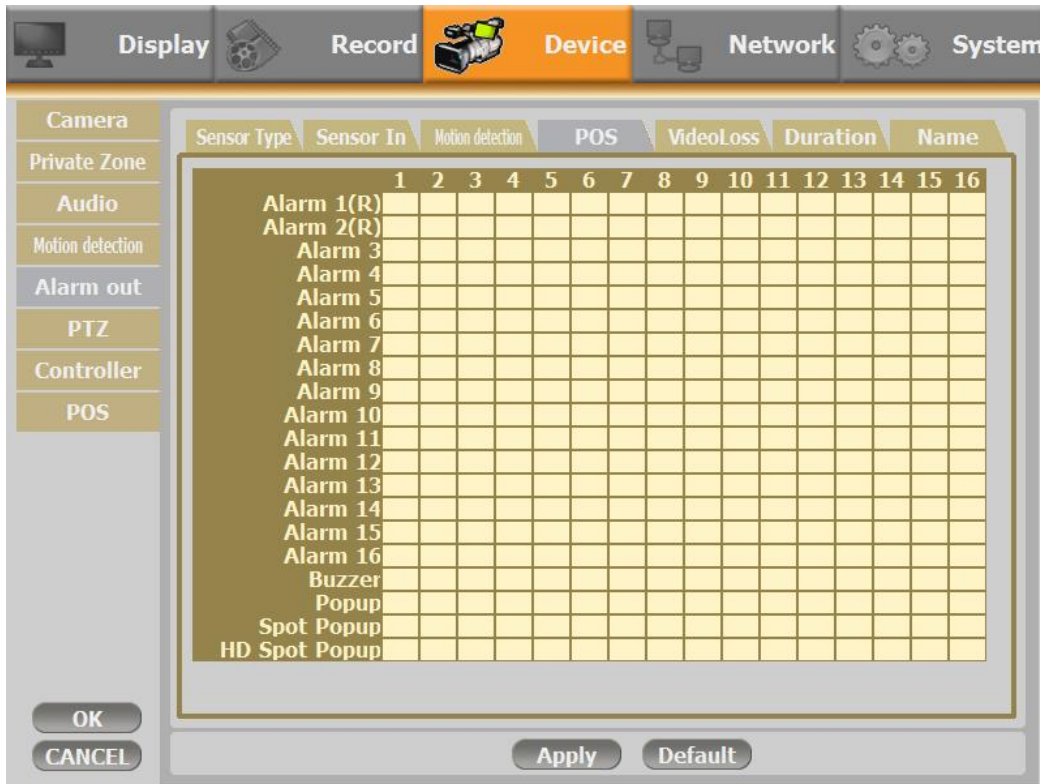 Display Record Device Network System
Camera
Private Zone
Audio
Motion detection
Alarm out
PTZ
Controller
POS
OK
CANCEL
Sensor Type Sensor In Motion detection POS VideoLoss Duration Name
1 2 3 4 5 6 7 8 9 10 11 12 13 14 15 16
Alarm 1(R)
Alarm 2(R)
Alarm 3
Alarm 4
Alarm 5
Alarm 6
Alarm 7
Alarm 8
Alarm 9
Alarm 10
Alarm 11
Alarm 12
Alarm 13
Alarm 14
Alarm 15
Alarm 16
Buzzer
Popup
Spot Popup
HD Spot Popup
Apply Default